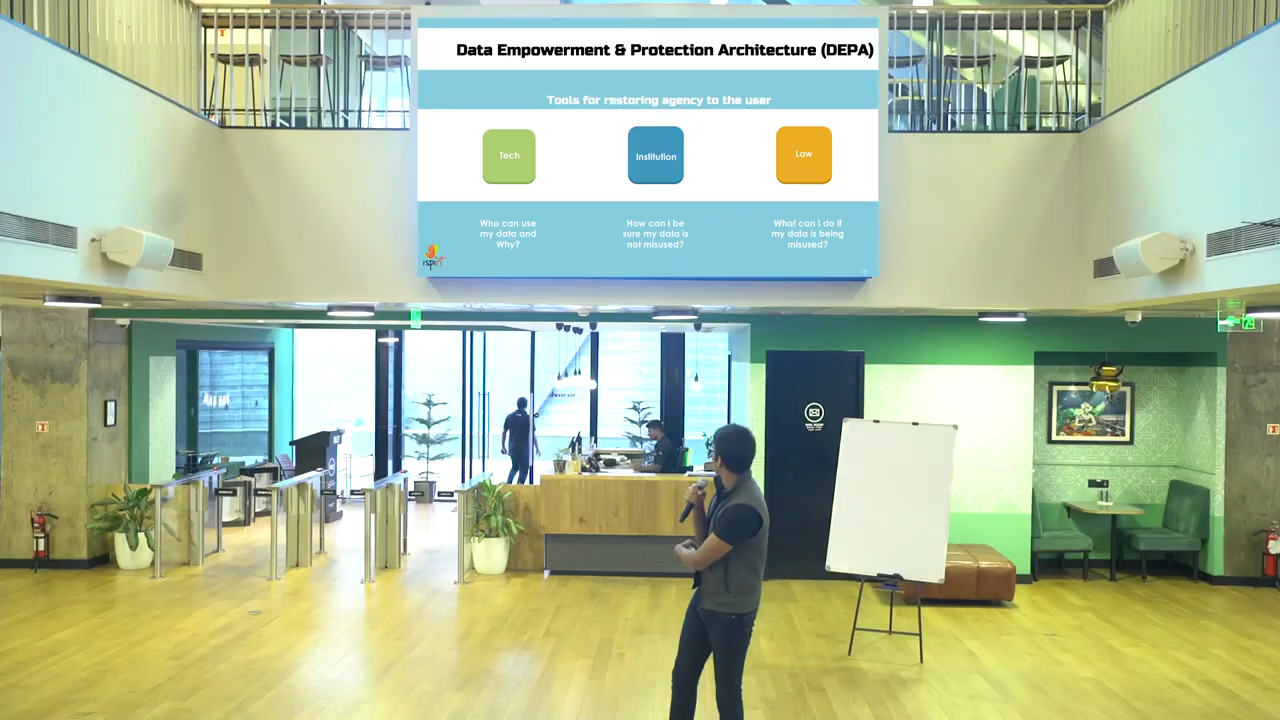 Data Empowerment & Protection Architecture (DEPA)
Tools for restoring agency to the user
Tech
Institution
Law
Who can use
my data and
Why?
How can I be
sure my data is
not misused?
What can I do if
my data is being
misused?
ispirt